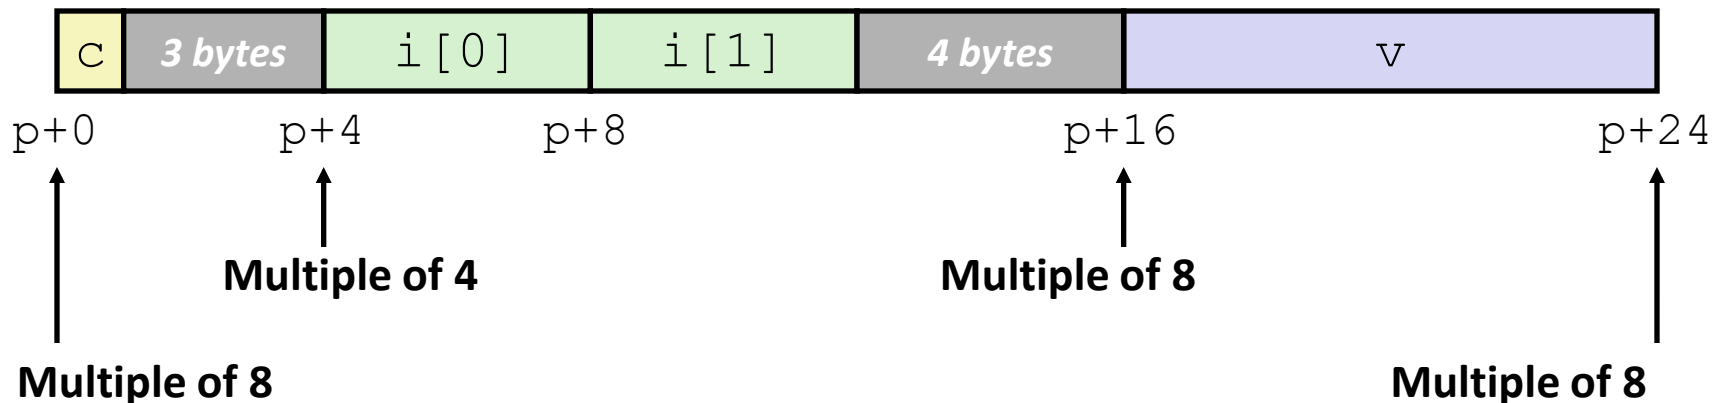 c 3 bytes i[0] i[1] 4 bytes v
p+0 p+4 p+8 p+16 p+24
Multiple of 4 Multiple of 8
Multiple of 8 Multiple of 8